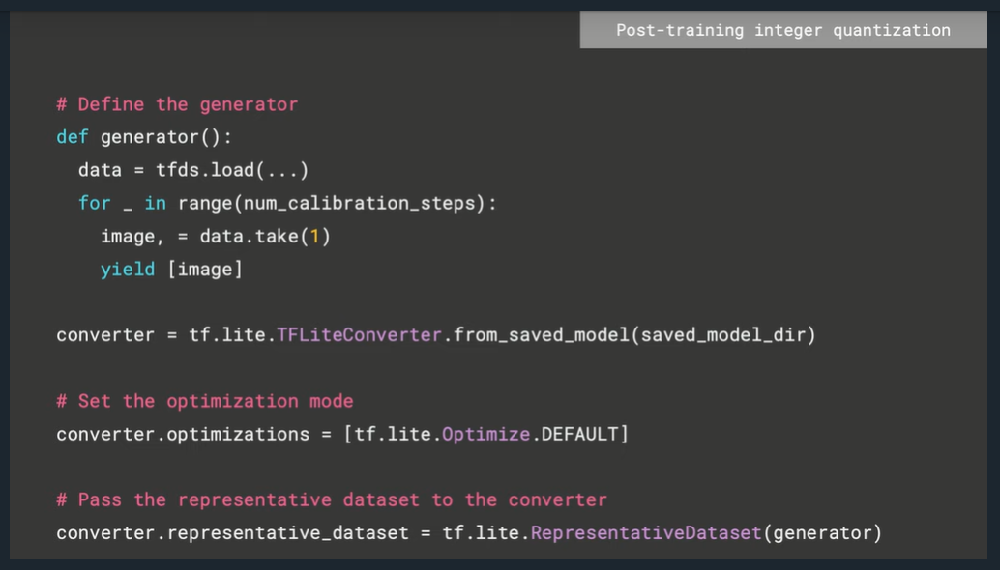 Post-training integer quantization
# Define the generator
def generator():
  data = tfds.load(...)
  for _ in range(num_calibration_steps):
    image, = data.take(1)
    yield [image]
converter = tf.lite.TFLiteConverter.from_saved_model(saved_model_dir)
# Set the optimization mode
converter.optimizations = [tf.lite.Optimize.DEFAULT]
# Pass the representative dataset to the converter
converter.representative_dataset = tf.lite.RepresentativeDataset(generator)